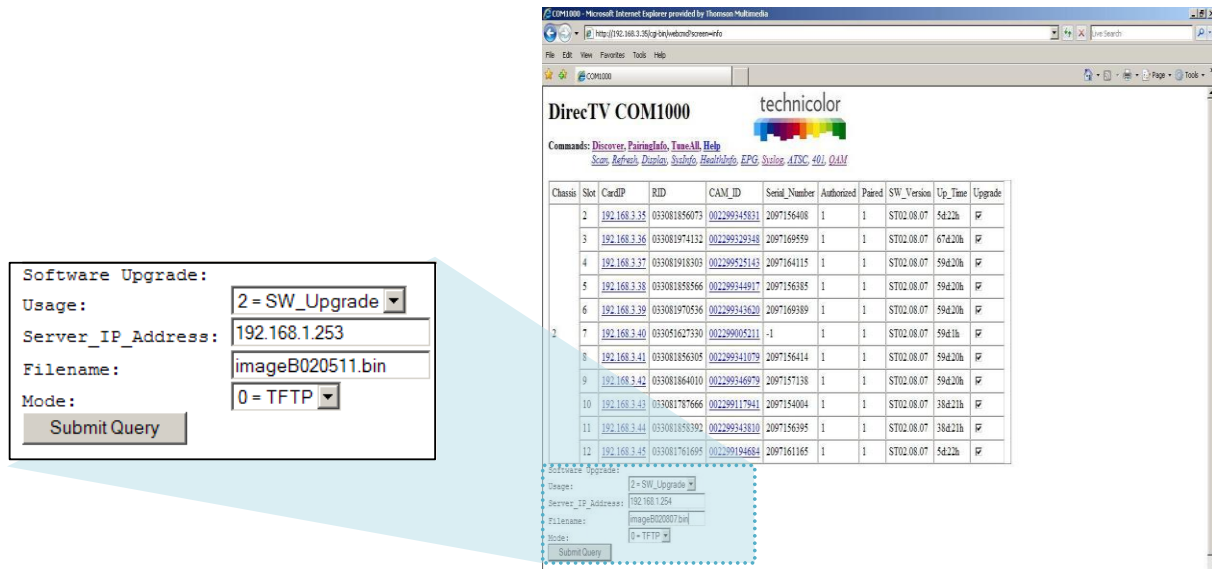 Software Upgrade:
Usage: 2 = SW_Upgrade
Server_IP_Address: 192.168.1.253
Filename: imageB020511.bin
Mode: 0 = TFTP
Submit Query
COM1000 - Microsoft Internet Explorer provided by Thomson Multimedia
http://192.168.3.35/cgi-bin/webcmd?screen=info
Live Search
File Edit View Favorites Tools Help
COM1000
Page Tools
DirecTV COM1000
technicolor
Commands: Discover, PairingInfo, TuneAll, Help
Scan, Refresh, Display, SysInfo, HealthInfo, EPG, Syslog, ATSC, 401, QAM
Chassis Slot CardIP RID CAM_ID Serial_Number Authorized Paired SW_Version Up_Time Upgrade
2 192.168.3.35 033081856073 002299345831 2097156408 1 1 ST02.08.07 5d:22h
3 192.168.3.36 033081974132 002299329348 2097169559 1 1 ST02.08.07 67d:20h
4 192.168.3.37 033081918303 002299525143 2097164115 1 1 ST02.08.07 59d:20h
5 192.168.3.38 033081858566 002299344917 2097156385 1 1 ST02.08.07 59d:20h
6 192.168.3.39 033081970536 002299343620 2097169389 1 1 ST02.08.07 59d:20h
2 7 192.168.3.40 033051627330 002299005211 -1 1 1 ST02.08.07 59d:1h
8 192.168.3.41 033081856305 002299341079 2097156414 1 1 ST02.08.07 59d:20h
9 192.168.3.42 033081864010 002299346979 2097157138 1 1 ST02.08.07 59d:20h
10 192.168.3.43 033081787666 002299117941 2097154004 1 1 ST02.08.07 38d:21h
11 192.168.3.44 033081858392 002299343810 2097156395 1 1 ST02.08.07 38d:21h
12 192.168.3.45 033081761695 002299194684 2097161165 1 1 ST02.08.07 5d:22h
Software Upgrade:
Usage: 2 = SW_Upgrade
Server_IP_Address: 192.168.1.254
Filename: imageB020807.bin
Mode: 0 = TFTP
Submit Query